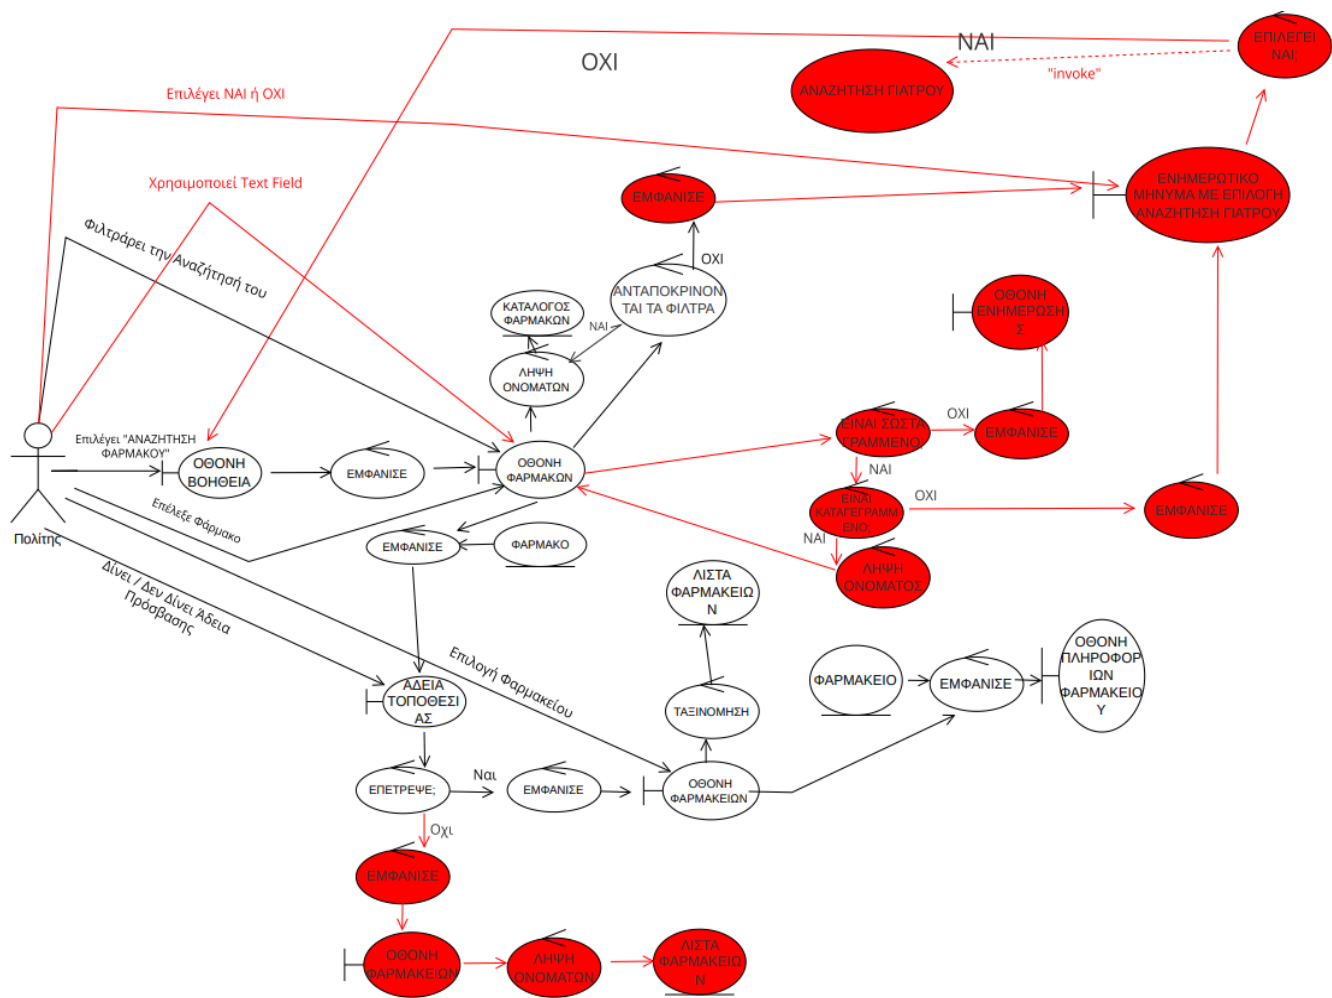 ΕΠΙΛΕΓΕΙ
ΝΑΙ;
ΝΑΙ
ΟΧΙ
"invoke"
ΑΝΑΖΗΤΗΣΗ ΓΙΑΤΡΟΥ
Επιλέγει ΝΑΙ ή ΟΧΙ
Χρησιμοποιεί Text Field
ΕΝΗΜΕΡΩΤΙΚΟ
ΜΗΝΥΜΑ ΜΕ ΕΠΙΛΟΓΗ
ΑΝΑΖΗΤΗΣΗ ΓΙΑΤΡΟΥ
ΕΜΦΑΝΙΣΕ
Φιλτράρει την Αναζήτησή του
ΟΧΙ
ΑΝΤΑΠΟΚΡΙΝΟΝ
ΤΑΙ ΤΑ ΦΙΛΤΡΑ
ΚΑΤΑΛΟΓΟΣ
ΦΑΡΜΑΚΩΝ
ΝΑΙ
ΟΘΟΝΗ
ΕΝΗΜΕΡΩΣΗ
Σ
ΛΗΨΗ
ΟΝΟΜΑΤΩΝ
ΕΙΝΑΙ ΣΩΣΤΑ
ΓΡΑΜΜΕΝΟ;
ΟΧΙ
ΕΜΦΑΝΙΣΕ
Επιλέγει "ΑΝΑΖΗΤΗΣΗ
ΦΑΡΜΑΚΟΥ"
ΟΘΟΝΗ
ΒΟΗΘΕΙΑ
ΕΜΦΑΝΙΣΕ
ΟΘΟΝΗ
ΦΑΡΜΑΚΩΝ
ΝΑΙ
ΕΙΝΑΙ
ΚΑΤΑΓΕΓΡΑΜΜ
ΕΝΟ;
ΟΧΙ
ΕΜΦΑΝΙΣΕ
Επέλεξε Φάρμακο
Πολίτης
ΕΜΦΑΝΙΣΕ
ΦΑΡΜΑΚΟ
ΝΑΙ
ΛΗΨΗ
ΟΝΟΜΑΤΟΣ
Δίνει / Δεν Δίνει Άδεια
Πρόσβασης
ΛΙΣΤΑ
ΦΑΡΜΑΚΕΙΩ
Ν
Επιλογή Φαρμακείου
ΑΔΕΙΑ
ΤΟΠΟΘΕΣΙ
ΑΣ
ΤΑΞΙΝΟΜΗΣΗ
ΦΑΡΜΑΚΕΙΟ
ΕΜΦΑΝΙΣΕ
ΟΘΟΝΗ
ΠΛΗΡΟΦΟΡ
ΙΩΝ
ΦΑΡΜΑΚΕΙΟ
Υ
ΕΠΕΤΡΕΨΕ;
Ναι
ΕΜΦΑΝΙΣΕ
ΟΘΟΝΗ
ΦΑΡΜΑΚΕΙΩΝ
Οχι
ΕΜΦΑΝΙΣΕ
ΟΘΟΝΗ
ΦΑΡΜΑΚΕΙΩΝ
ΛΗΨΗ
ΟΝΟΜΑΤΩΝ
ΛΙΣΤΑ
ΦΑΡΜΑΚΕΙΩ
Ν